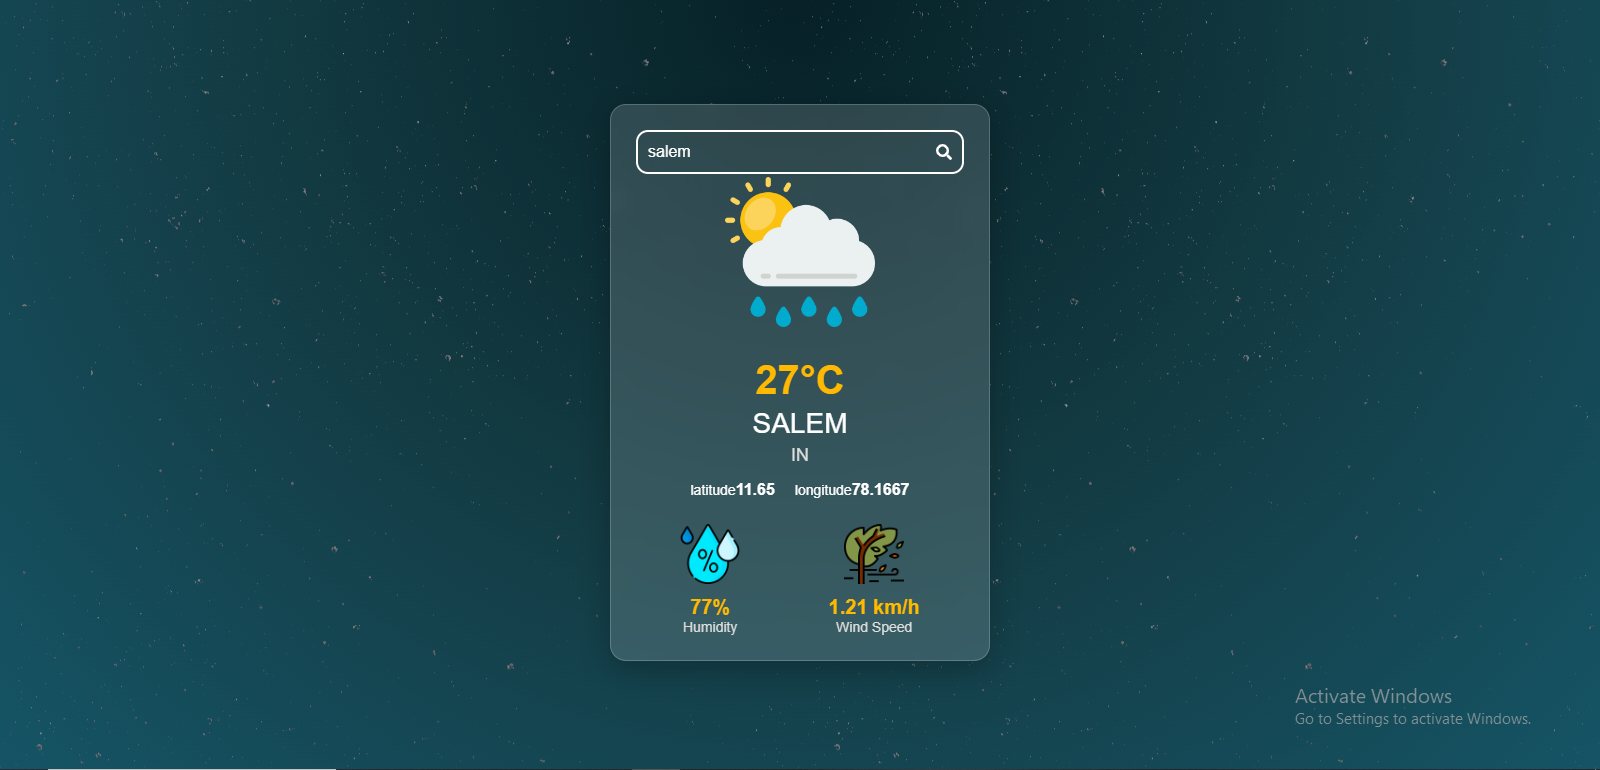 salem
27°C
SALEM
IN
latitude11.65 longitude78.1667
%
77% 1.21 km/h
Humidity Wind Speed
Activate Windows
Go to Settings to activate Windows.